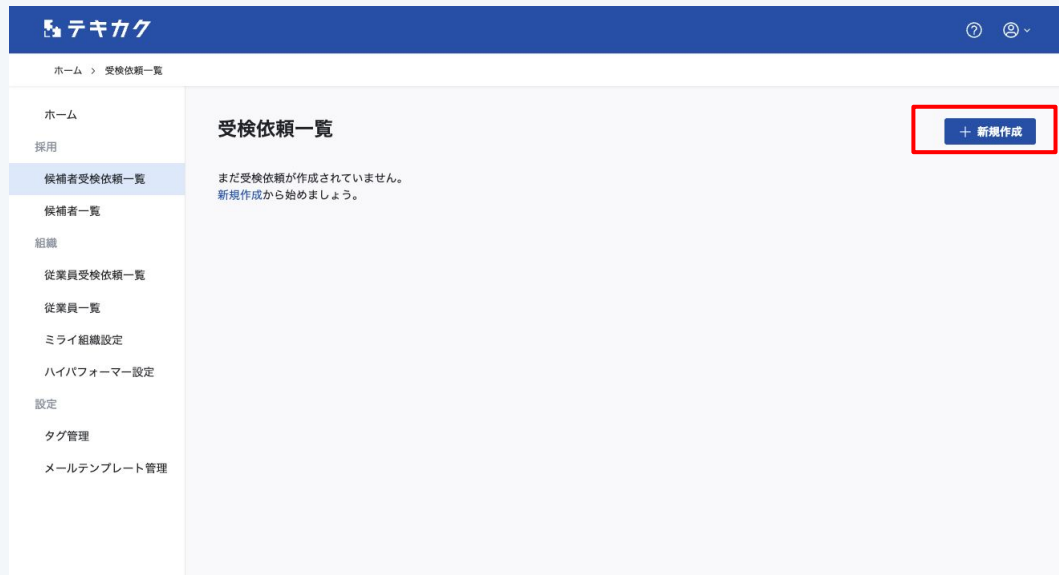 テキカク
ホーム > 受検依頼一覧
ホーム
採用
候補者受検依頼一覧
候補者一覧
組織
従業員受検依頼一覧
従業員一覧
ミライ組織設定
ハイパフォーマー設定
設定
タグ管理
メールテンプレート管理
受検依頼一覧
+ 新規作成
まだ受検依頼が作成されていません。
新規作成から始めましょう。